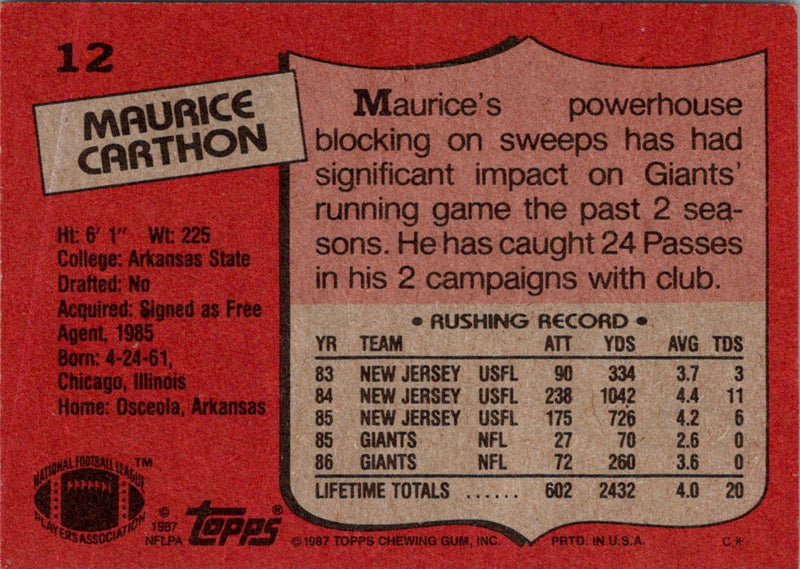 12
MAURICE
CARTHON
Ht: 6' 1" Wt: 225
College: Arkansas State
Drafted: No
Acquired: Signed as Free
Agent, 1985
Born: 4-24-61,
Chicago, Illinois
Home: Osceola, Arkansas
NATIONAL FOOTBALL LEAGUE
PLAYERS ASSOCIATION
TM
© 1987 NFLPA
topps®
Maurice's powerhouse
blocking on sweeps has had
significant impact on Giants'
running game the past 2 sea-
sons. He has caught 24 Passes
in his 2 campaigns with club.
• RUSHING RECORD •
YR TEAM ATT YDS AVG TDS
83 NEW JERSEY USFL 90 334 3.7 3
84 NEW JERSEY USFL 238 1042 4.4 11
85 NEW JERSEY USFL 175 726 4.2 6
85 GIANTS NFL 27 70 2.6 0
86 GIANTS NFL 72 260 3.6 0
LIFETIME TOTALS ...... 602 2432 4.0 20
© 1987 TOPPS CHEWING GUM, INC. PRTD. IN U.S.A. C*